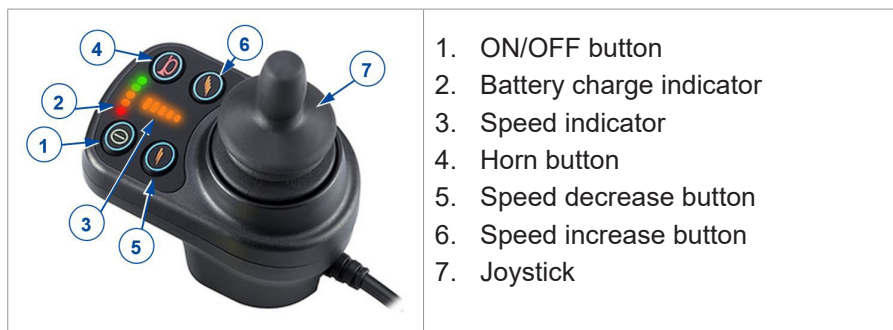 4
6
7
2
1
3
5
1. ON/OFF button
2. Battery charge indicator
3. Speed indicator
4. Horn button
5. Speed decrease button
6. Speed increase button
7. Joystick